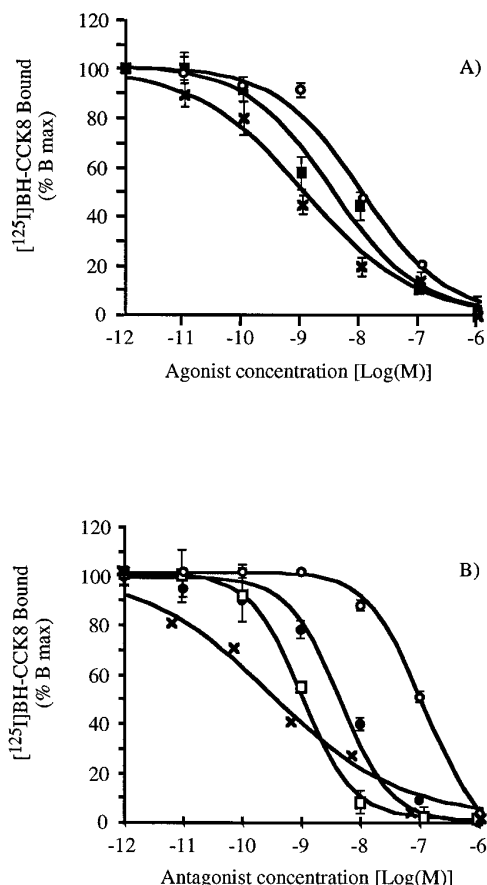 120
100
80
60
40
20
0
A)
[125I]BH-CCK8 Bound
(% B max)
-12 -11 -10 -9 -8 -7 -6
Agonist concentration [Log(M)]
120
100
80
60
40
20
0
B)
[125I]BH-CCK8 Bound
(% B max)
-12 -11 -10 -9 -8 -7 -6
Antagonist concentration [Log(M)]